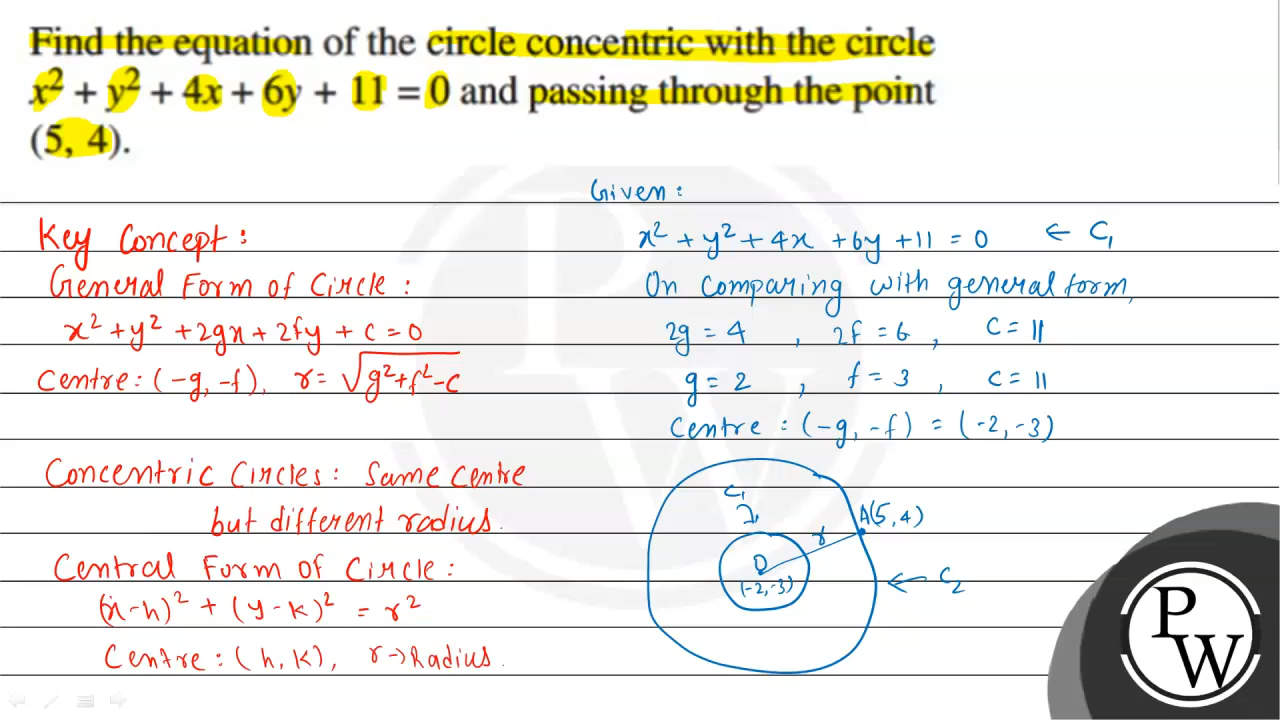 Find the equation of the circle concentric with the circle
x² + y² + 4x + 6y + 11 = 0 and passing through the point
(5, 4).
Key Concept:
General Form of Circle:
x² + y² + 2gx + 2fy + c = 0
Centre: (-g, -f), r = √(g² + f² - c)
Concentric Circles: Same Centre
but different radius.
Central Form of Circle:
(x-h)² + (y-k)² = r²
Centre: (h, k), r → Radius.
Given:
x² + y² + 4x + 6y + 11 = 0 ← C₁
On comparing with general form,
2g = 4 , 2f = 6 , c = 11
g = 2 , f = 3 , c = 11
Centre : (-g, -f) = (-2, -3)
C₁
A(5, 4)
r
O
(-2, -3)
← C₂
P
W